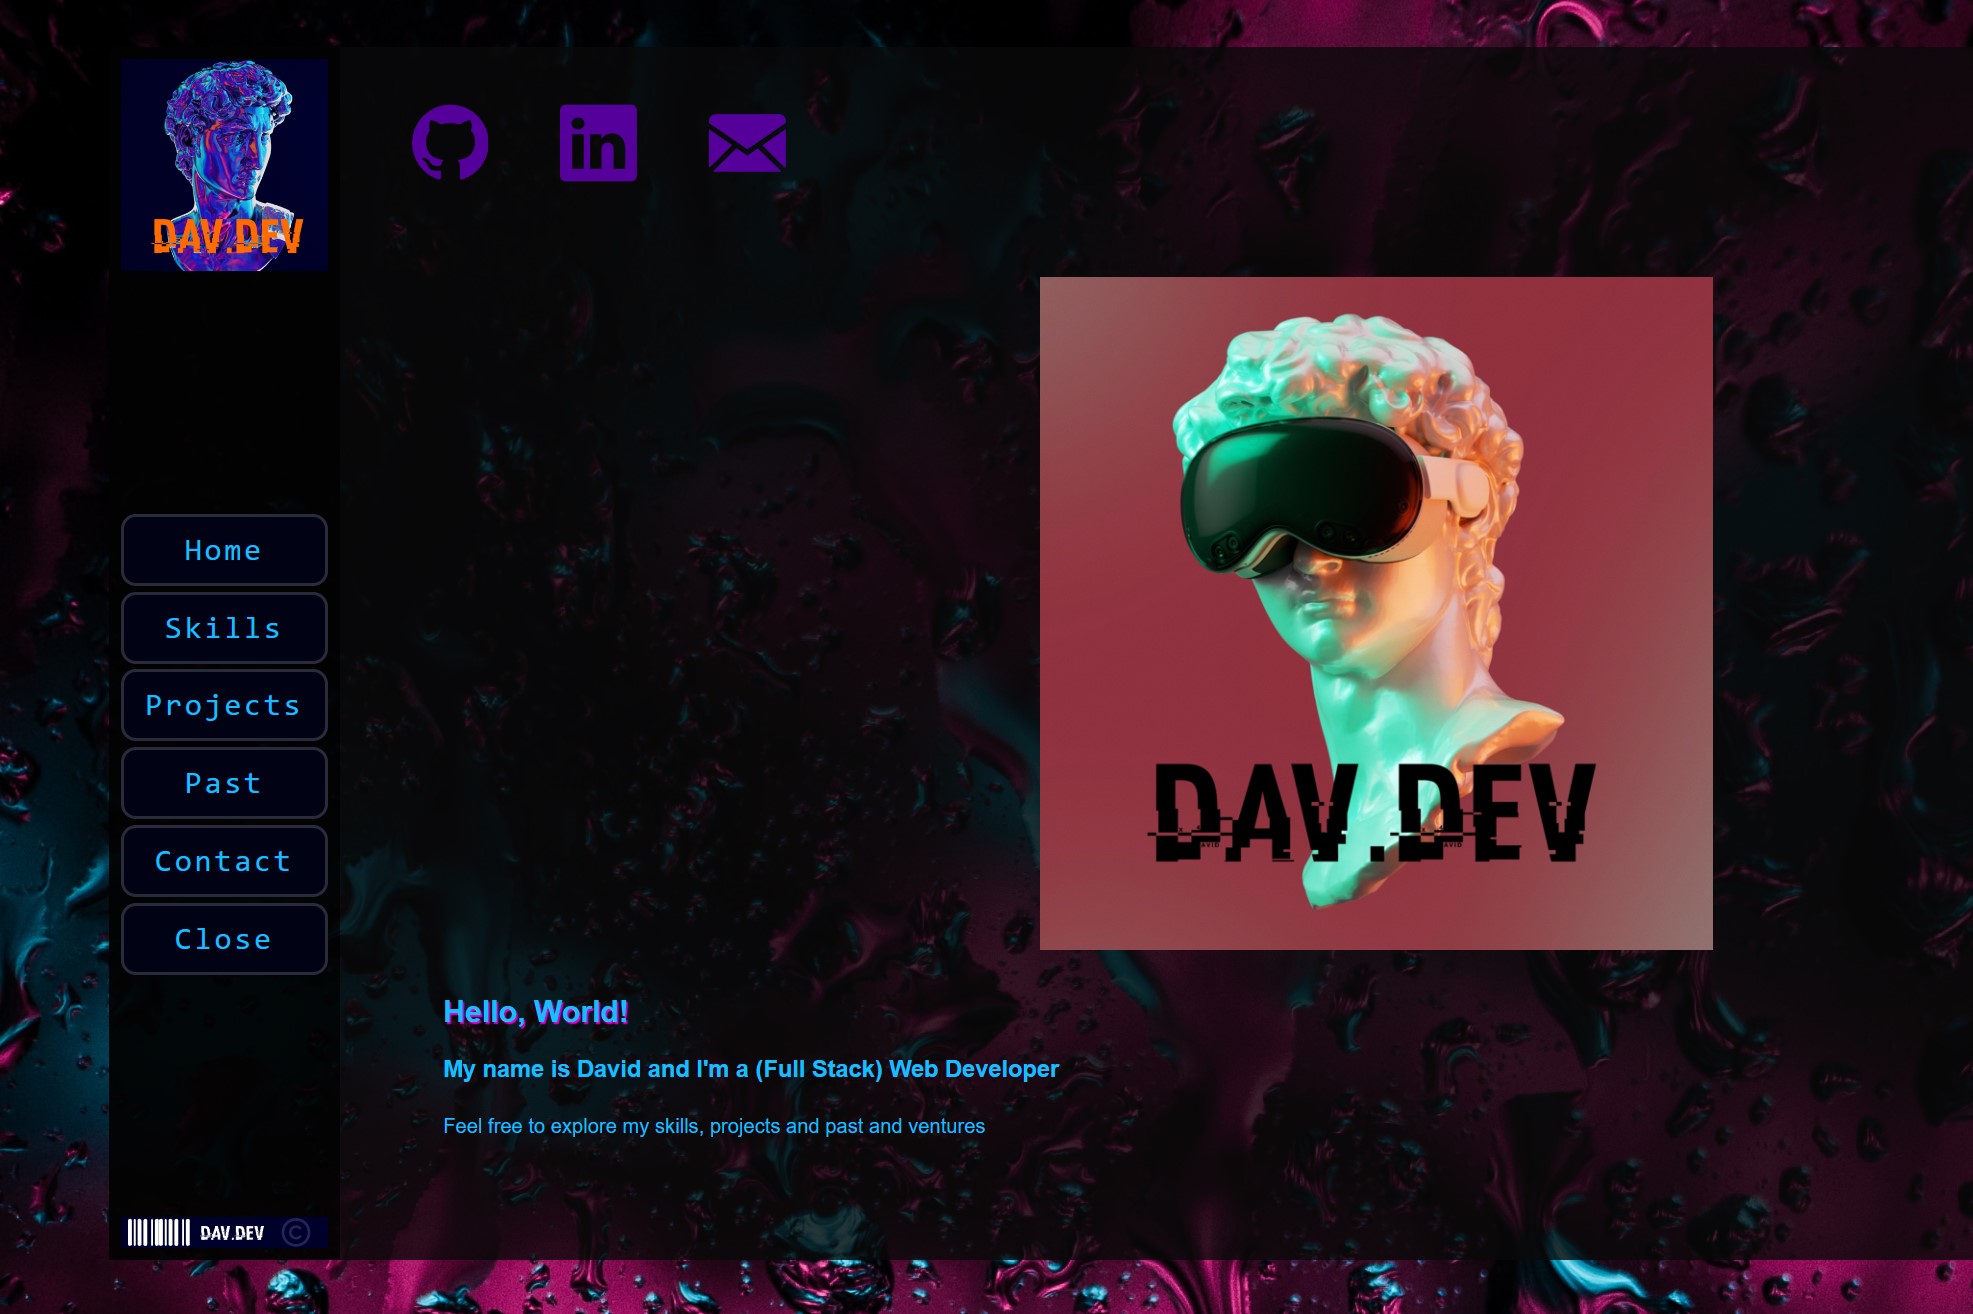 DAV.DEV
in
Home
Skills
Projects
Past
Contact
Close
DAV.DEV
Hello, World!
My name is David and I'm a (Full Stack) Web Developer
Feel free to explore my skills, projects and past and ventures
DAV.DEV ©